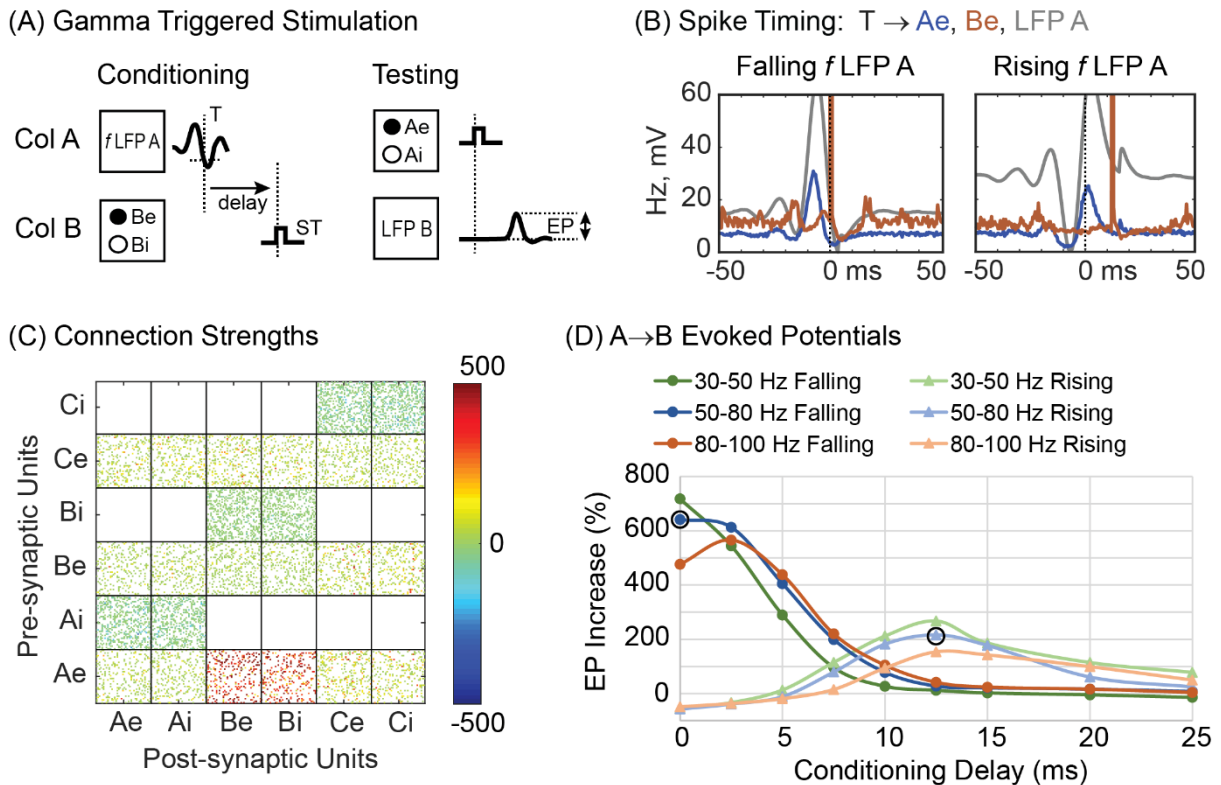 (A) Gamma Triggered Stimulation
Conditioning
Testing
Col A
f LFP A
T
delay
Ae
Ai
Col B
Be
Bi
ST
LFP B
EP
(B) Spike Timing: T → Ae, Be, LFP A
Falling f LFP A
Rising f LFP A
Hz, mV
60
40
20
0
-50
0 ms
50
-50
0 ms
50
(C) Connection Strengths
Pre-synaptic Units
Ci
Ce
Bi
Be
Ai
Ae
Ae Ai Be Bi Ce Ci
Post-synaptic Units
500
0
-500
(D) A→B Evoked Potentials
30-50 Hz Falling
30-50 Hz Rising
50-80 Hz Falling
50-80 Hz Rising
80-100 Hz Falling
80-100 Hz Rising
EP Increase (%)
800
600
400
200
0
0 5 10 15 20 25
Conditioning Delay (ms)